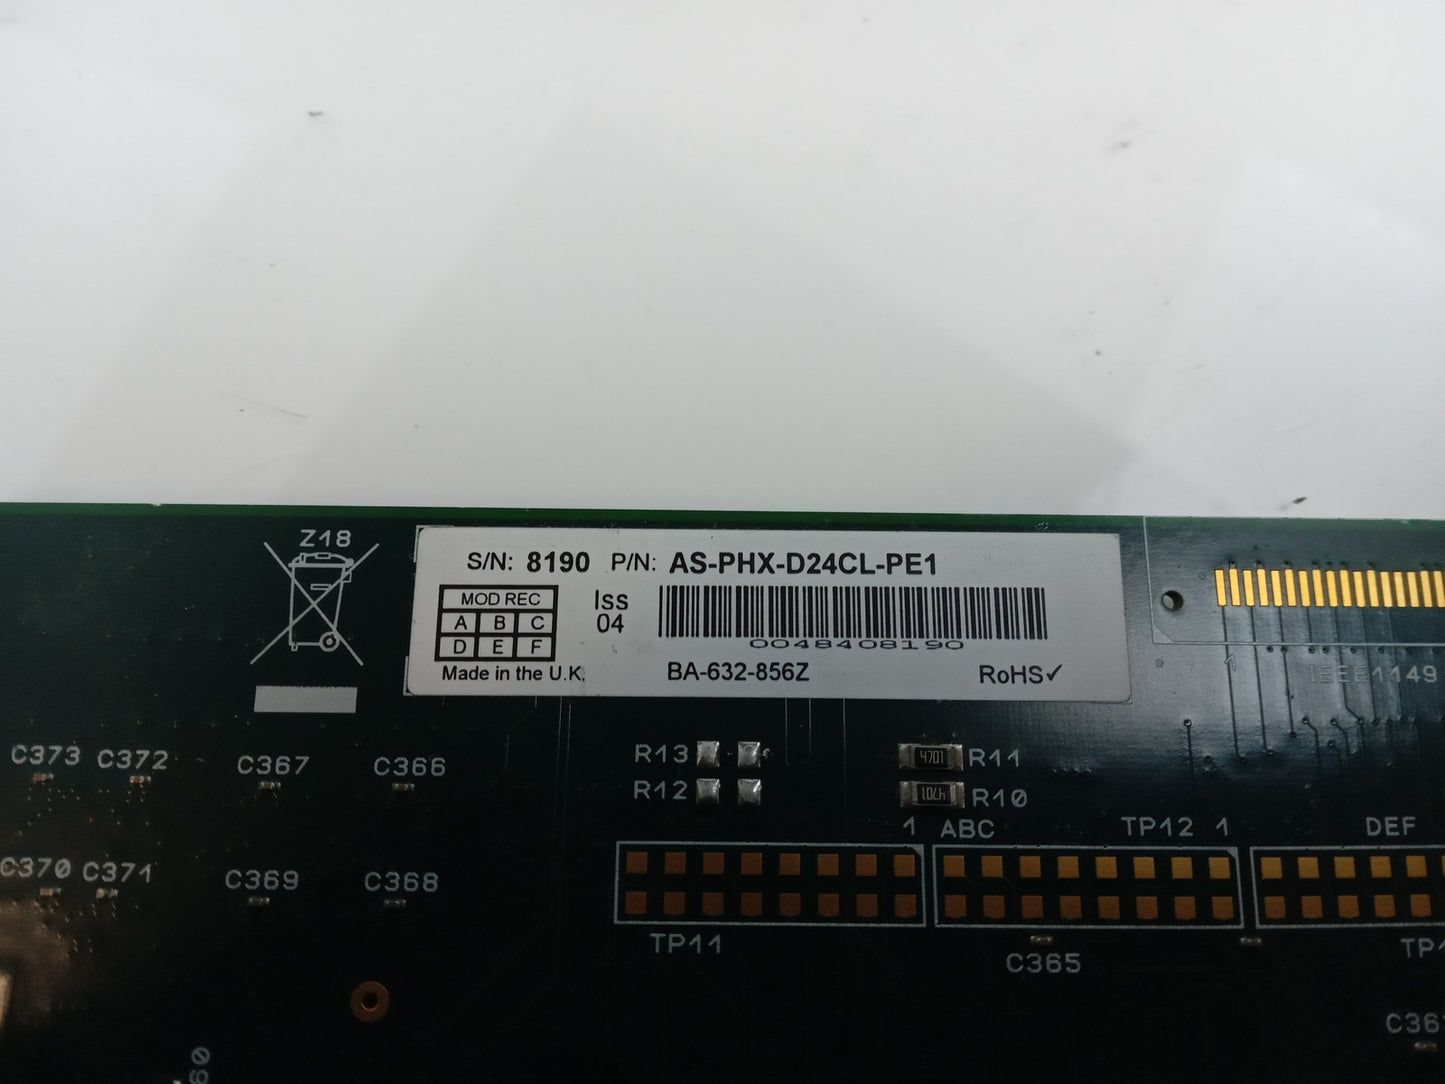 Z18
S/N: 8190 P/N: AS-PHX-D24CL-PE1
MOD REC
A B C
D E F
Iss
04
0048408190
Made in the U.K.
BA-632-856Z
RoHS✓
1
IEEE1149
C373 C372 C367 C366
R13
R12
4701 R11
4701 R10
C370 C371 C369 C368
1 ABC
TP12 1
DEF
TP11
C365